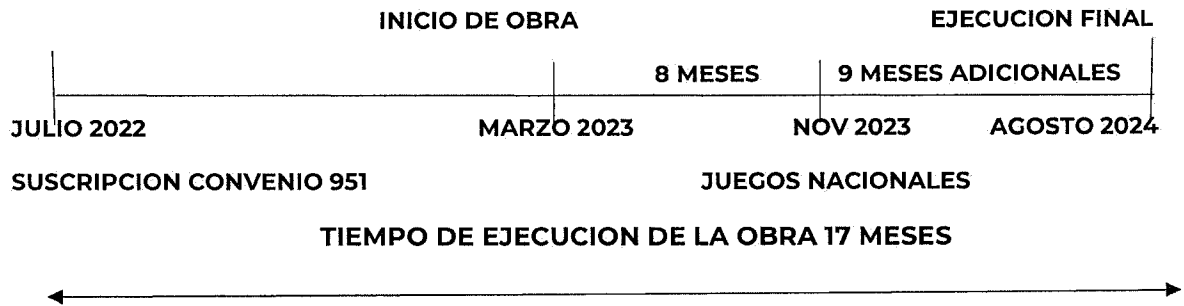 INICIO DE OBRA EJECUCION FINAL
8 MESES 9 MESES ADICIONALES
JULIO 2022 MARZO 2023 NOV 2023 AGOSTO 2024
SUSCRIPCION CONVENIO 951 JUEGOS NACIONALES
TIEMPO DE EJECUCION DE LA OBRA 17 MESES